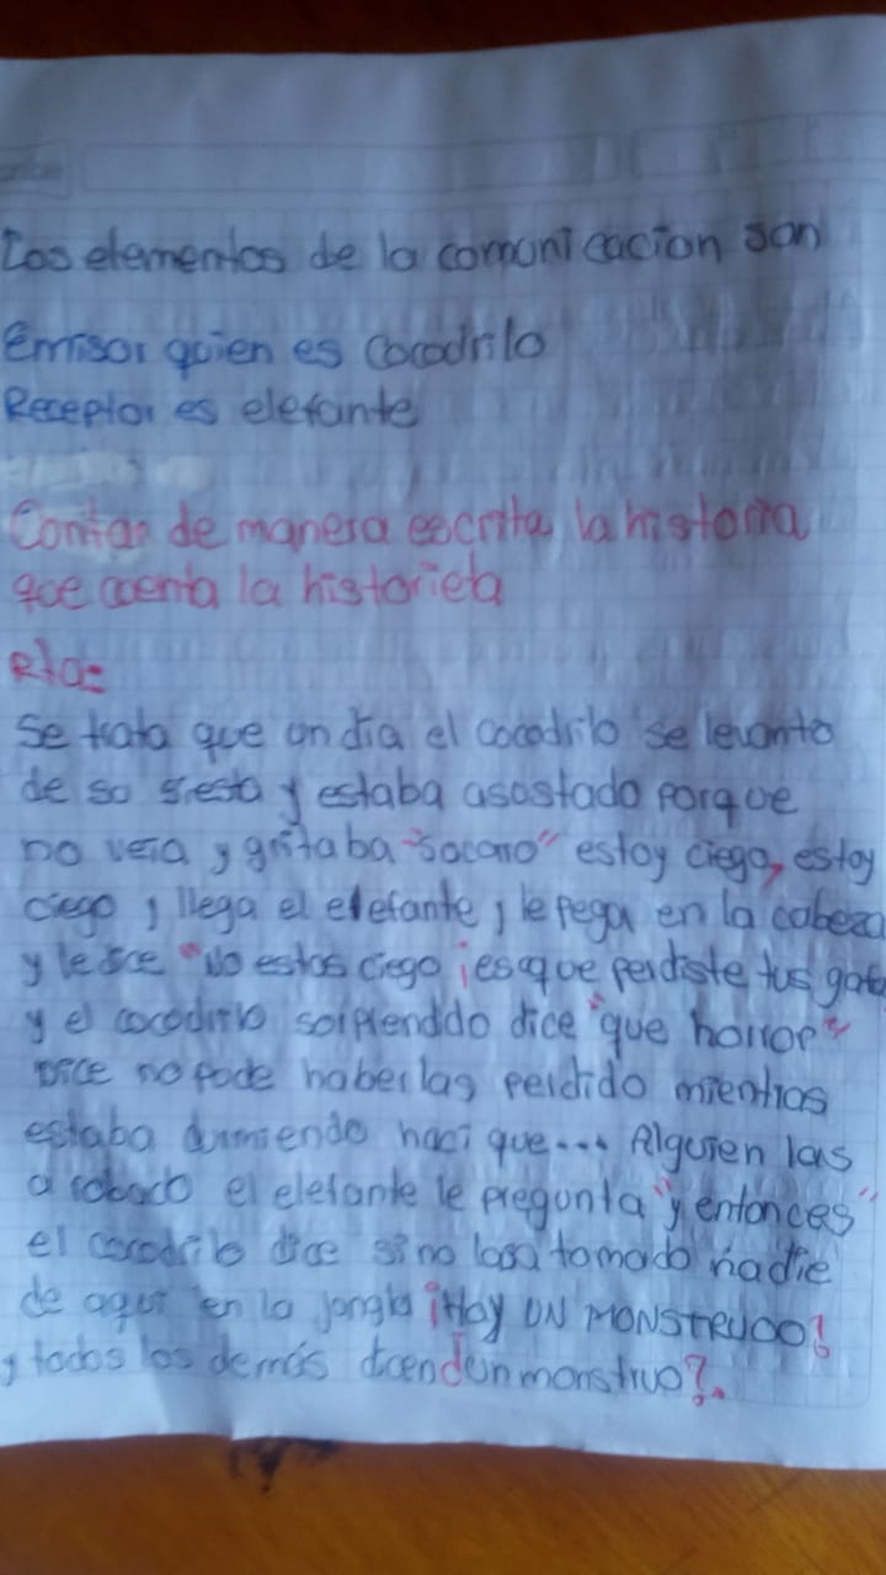 Los elementos de la comunicacion son
Emisor quien es Cocodrilo
Receptor es elefante
Contar de manera escrita la historia
que cuenta la historieta
Rta:
Se trata que un dia el cocodrilo se levanto
de su siesta y estaba asustado porque
no veia y gritaba "socorro" estoy ciego, estoy
ciego, llega el elefante, le pega en la cabeza
y le dice "No estas ciego ¡es que perdiste tus gafa
y el cocodrilo sorprenddo dice "que horror"
Dice no pude haberlas perdido mientras
estaba durmiendo haci que... Alguien las
a robado el elefante le pregunta "y entonces"
el cocodrilo dice si no las a tomado nadie
de aqui en la jongla ¡Hay UN MONSTRUOO!
y todos los demás dicen ¿un monstruo?.